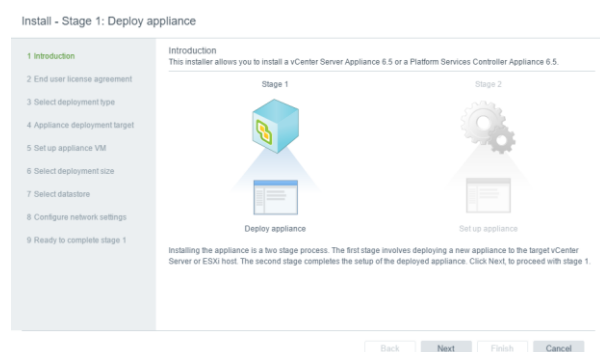 Install - Stage 1: Deploy appliance
1 Introduction
2 End user license agreement
3 Select deployment type
4 Appliance deployment target
5 Set up appliance VM
6 Select deployment size
7 Select datastore
8 Configure network settings
9 Ready to complete stage 1
Introduction
This installer allows you to install a vCenter Server Appliance 6.5 or a Platform Services Controller Appliance 6.5.
Stage 1
Stage 2
Deploy appliance
Set up appliance
Installing the appliance is a two stage process. The first stage involves deploying a new appliance to the target vCenter
Server or ESXi host. The second stage completes the setup of the deployed appliance. Click Next, to proceed with stage 1.
Back
Next
Finish
Cancel